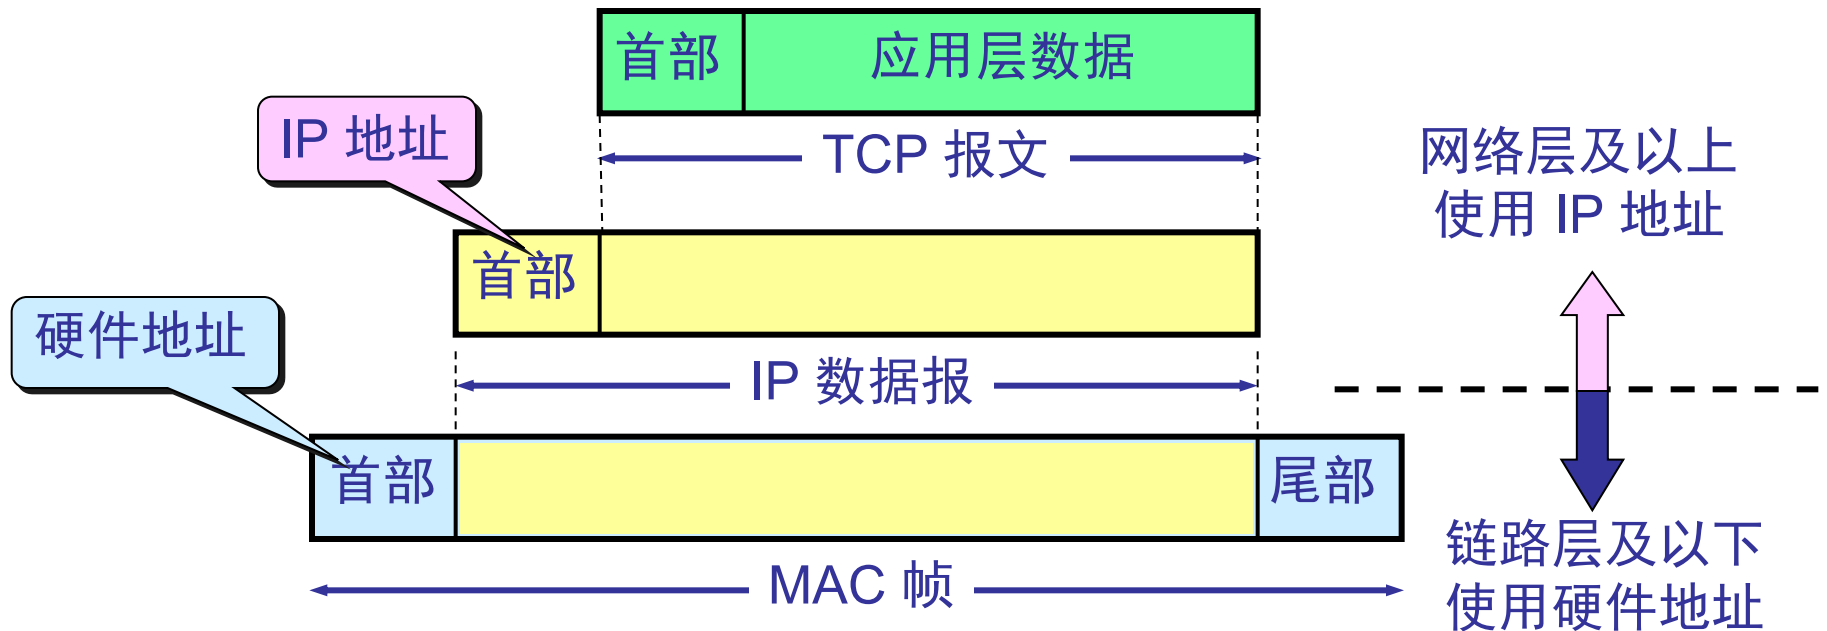 首部 应用层数据
IP 地址
TCP 报文
网络层及以上
使用 IP 地址
首部
硬件地址
IP 数据报
首部 尾部
链路层及以下
使用硬件地址
MAC 帧